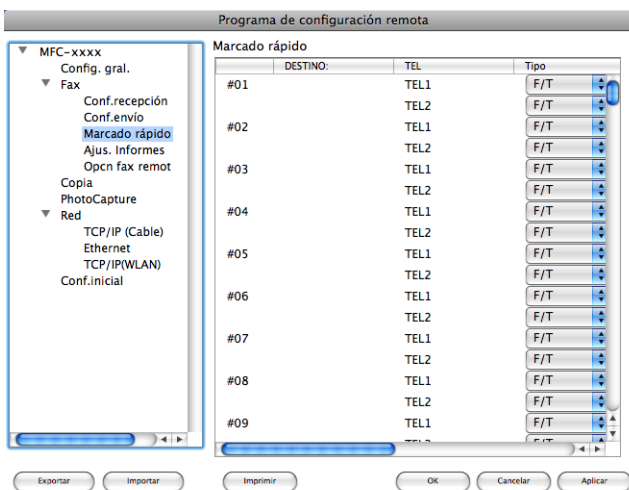 Programa de configuración remota
MFC-xxxx
Config. gral.
Fax
Conf.recepción
Conf.envío
Marcado rápido
Ajus. Informes
Opcn fax remot
Copia
PhotoCapture
Red
TCP/IP (Cable)
Ethernet
TCP/IP(WLAN)
Conf.inicial
Marcado rápido
DESTINO: TEL Tipo
#01 TEL1 F/T
TEL2 F/T
#02 TEL1 F/T
TEL2 F/T
#03 TEL1 F/T
TEL2 F/T
#04 TEL1 F/T
TEL2 F/T
#05 TEL1 F/T
TEL2 F/T
#06 TEL1 F/T
TEL2 F/T
#07 TEL1 F/T
TEL2 F/T
#08 TEL1 F/T
TEL2 F/T
#09 TEL1 F/T
TEL2 F/T
Exportar Importar Imprimir OK Cancelar Aplicar